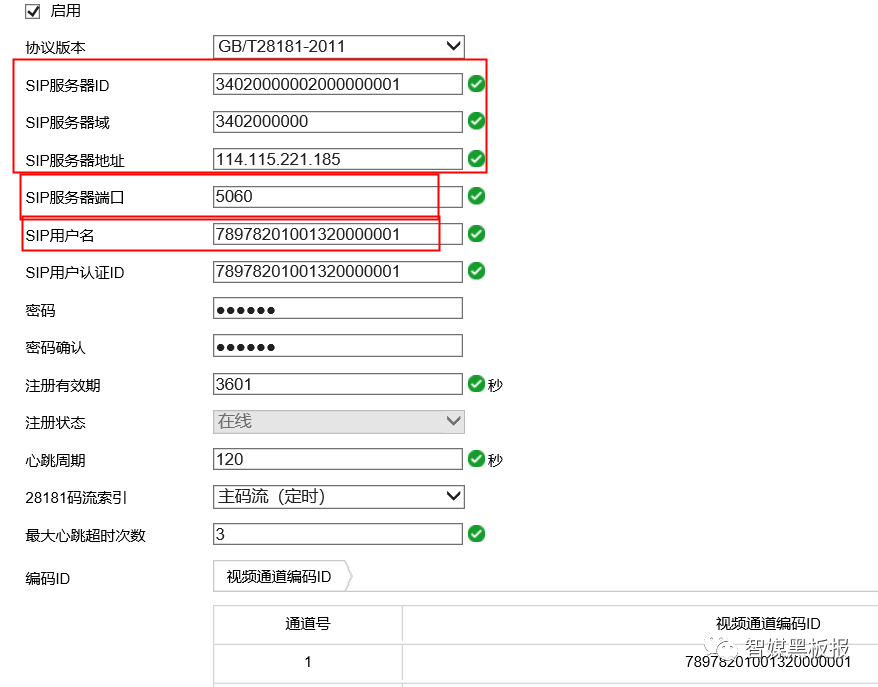 启用
协议版本 GB/T28181-2011
SIP服务器ID 34020000002000000001
SIP服务器域 3402000000
SIP服务器地址 114.115.221.185
SIP服务器端口 5060
SIP用户名 78978201001320000001
SIP用户认证ID 78978201001320000001
密码 ●●●●●●
密码确认 ●●●●●●
注册有效期 3601 秒
注册状态 在线
心跳周期 120 秒
28181码流索引 主码流（定时）
最大心跳超时次数 3
编码ID 视频通道编码ID
通道号 视频通道编码ID
智媒黑板报
1 78978201001320000001